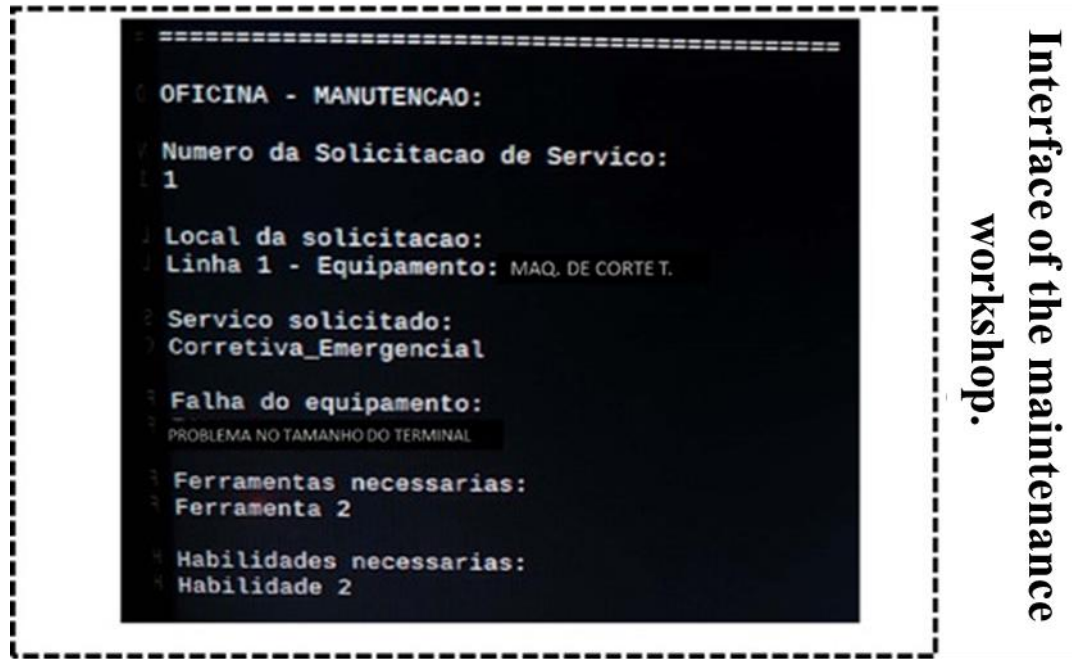 ============================================
OFICINA - MANUTENCAO:
Numero da Solicitacao de Servico:
1
Local da solicitacao:
Linha 1 - Equipamento: MAQ. DE CORTE T.
Servico solicitado:
Corretiva_Emergencial
Falha do equipamento:
PROBLEMA NO TAMANHO DO TERMINAL
Ferramentas necessarias:
Ferramenta 2
Habilidades necessarias:
Habilidade 2
Interface of the maintenance
workshop.